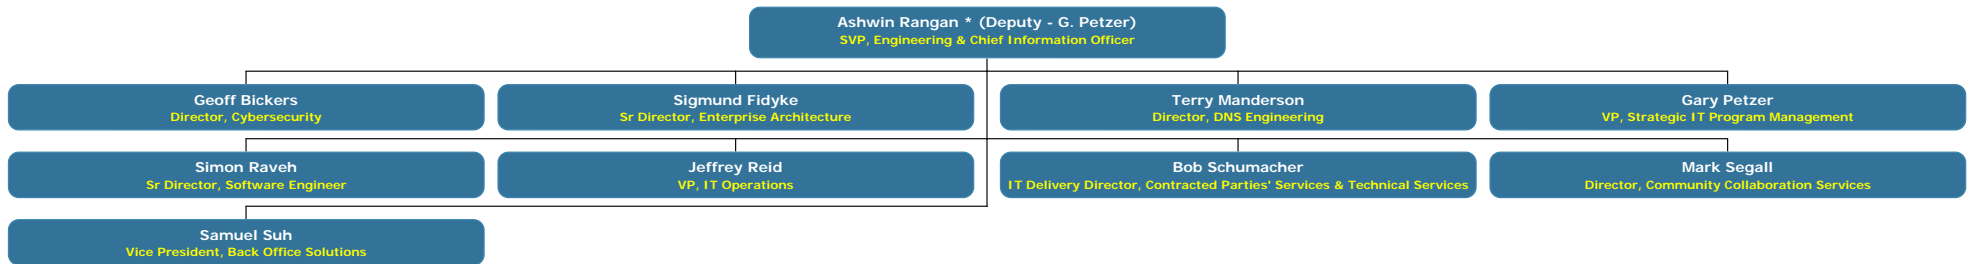 Ashwin Rangan * (Deputy - G. Petzer)
SVP, Engineering & Chief Information Officer
Geoff Bickers
Director, Cybersecurity
Sigmund Fidyke
Sr Director, Enterprise Architecture
Terry Manderson
Director, DNS Engineering
Gary Petzer
VP, Strategic IT Program Management
Simon Raveh
Sr Director, Software Engineer
Jeffrey Reid
VP, IT Operations
Bob Schumacher
IT Delivery Director, Contracted Parties' Services & Technical Services
Mark Segall
Director, Community Collaboration Services
Samuel Suh
Vice President, Back Office Solutions